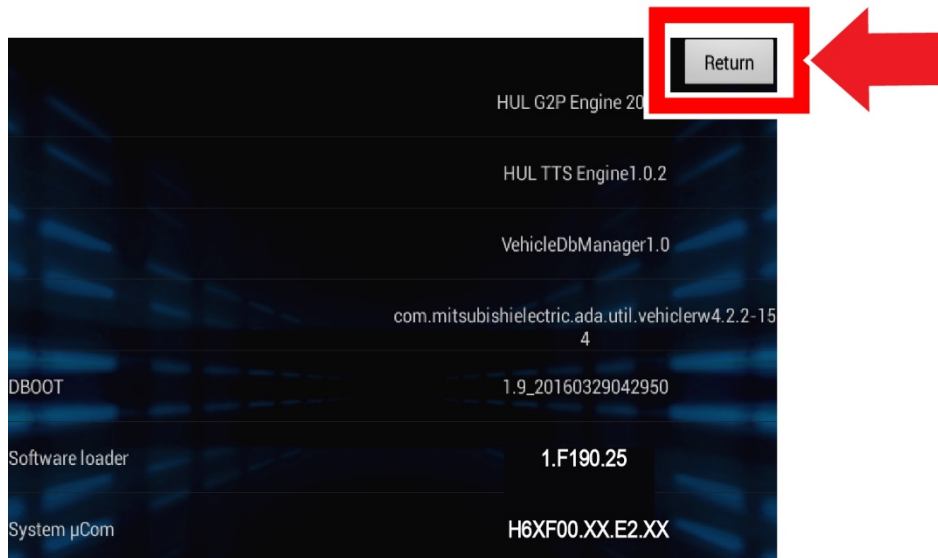 Return
HUL G2P Engine 20
HUL TTS Engine1.0.2
VehicleDbManager1.0
com.mitsubishielectric.ada.util.vehiclerw4.2.2-15
4
DBOOT 1.9_20160329042950
Software loader 1.F190.25
System µCom H6XF00.XX.E2.XX